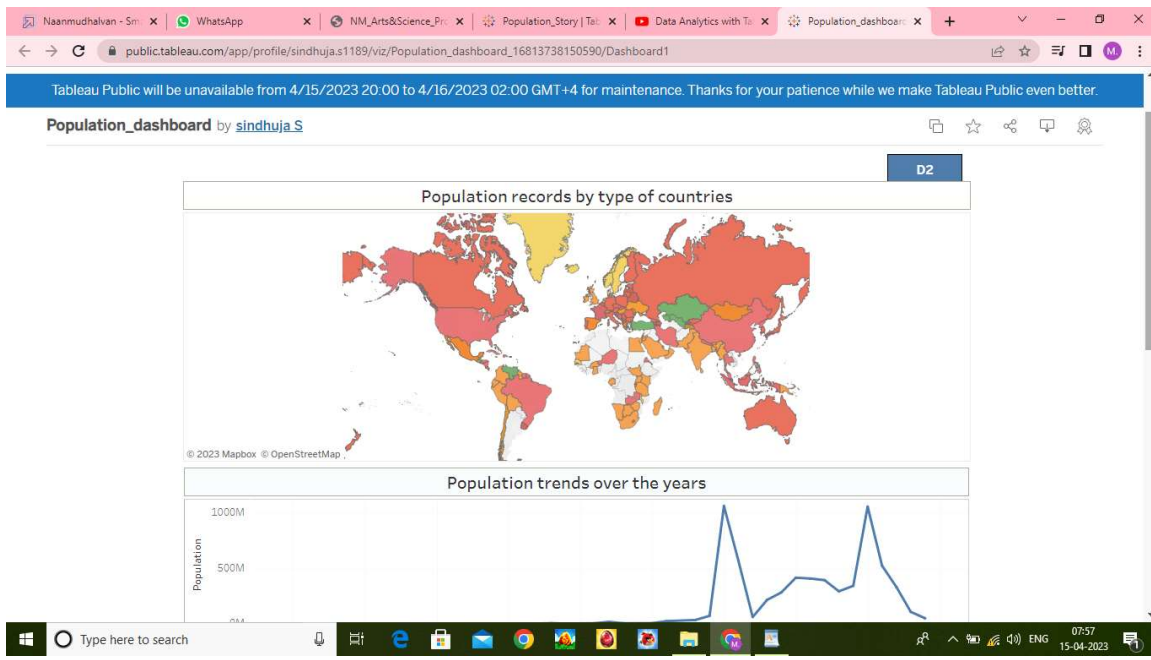 Naanmudhalvan - Sm
WhatsApp
NM_Arts&Science_Pr
Population_Story | Tab
Data Analytics with Ta
Population_dashboard
public.tableau.com/app/profile/sindhuja.s1189/viz/Population_dashboard_16813738150590/Dashboard1
M.
Tableau Public will be unavailable from 4/15/2023 20:00 to 4/16/2023 02:00 GMT+4 for maintenance. Thanks for your patience while we make Tableau Public even better.
Population_dashboard by sindhuja S
D2
Population records by type of countries
© 2023 Mapbox © OpenStreetMap
Population trends over the years
1000M
Population
500M
0M
Type here to search
ENG
07:57
15-04-2023
1